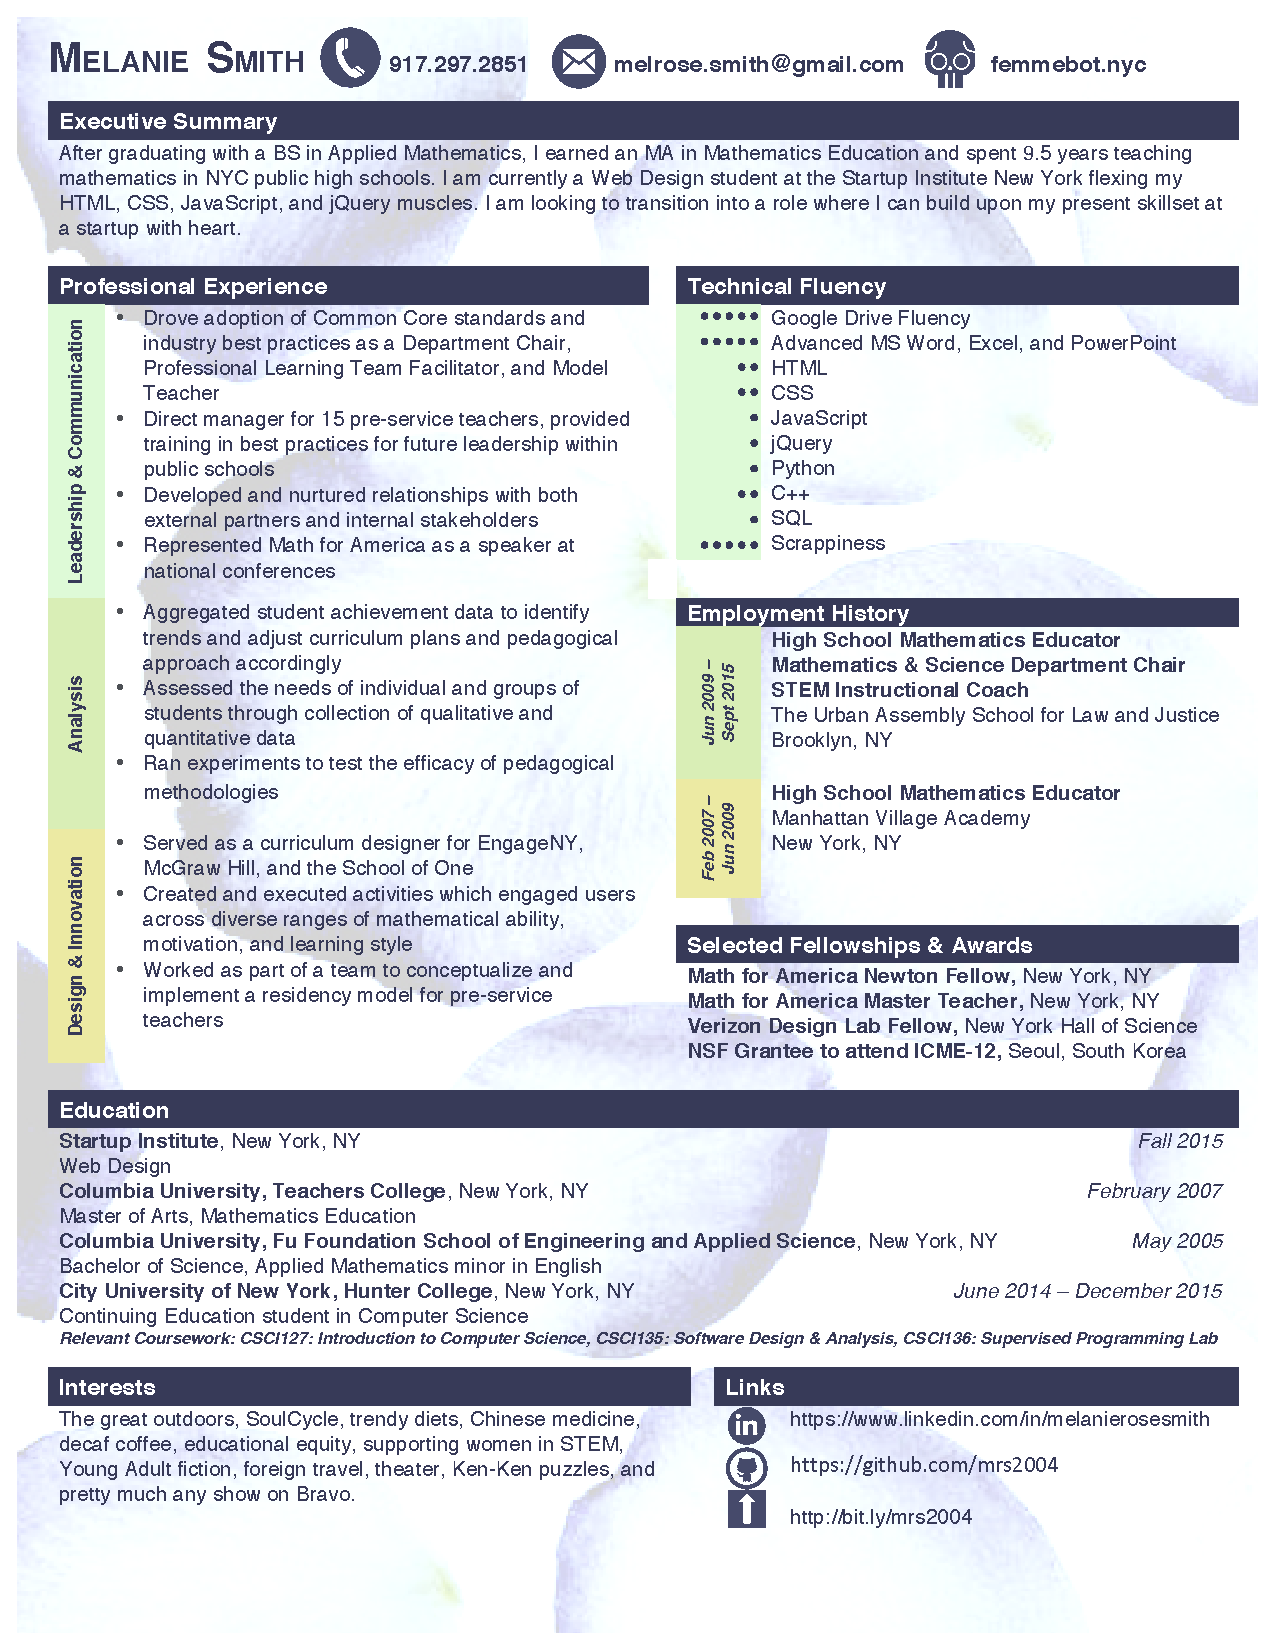 MELANIE SMITH 917.297.2851 melrose.smith@gmail.com femmebot.nyc
Executive Summary
After graduating with a BS in Applied Mathematics, I earned an MA in Mathematics Education and spent 9.5 years teaching
mathematics in NYC public high schools. I am currently a Web Design student at the Startup Institute New York flexing my
HTML, CSS, JavaScript, and jQuery muscles. I am looking to transition into a role where I can build upon my present skillset at
a startup with heart.
Professional Experience
Leadership & Communication
• Drove adoption of Common Core standards and
industry best practices as a Department Chair,
Professional Learning Team Facilitator, and Model
Teacher
• Direct manager for 15 pre-service teachers, provided
training in best practices for future leadership within
public schools
• Developed and nurtured relationships with both
external partners and internal stakeholders
• Represented Math for America as a speaker at
national conferences
Analysis
• Aggregated student achievement data to identify
trends and adjust curriculum plans and pedagogical
approach accordingly
• Assessed the needs of individual and groups of
students through collection of qualitative and
quantitative data
• Ran experiments to test the efficacy of pedagogical
methodologies
Design & Innovation
• Served as a curriculum designer for EngageNY,
McGraw Hill, and the School of One
• Created and executed activities which engaged users
across diverse ranges of mathematical ability,
motivation, and learning style
• Worked as part of a team to conceptualize and
implement a residency model for pre-service
teachers
Technical Fluency
●●●●● Google Drive Fluency
●●●●● Advanced MS Word, Excel, and PowerPoint
●● HTML
●● CSS
● JavaScript
● jQuery
● Python
●● C++
● SQL
●●●●● Scrappiness
Employment History
Jun 2009 –
Sept 2015
High School Mathematics Educator
Mathematics & Science Department Chair
STEM Instructional Coach
The Urban Assembly School for Law and Justice
Brooklyn, NY
Feb 2007 –
Jun 2009
High School Mathematics Educator
Manhattan Village Academy
New York, NY
Selected Fellowships & Awards
Math for America Newton Fellow, New York, NY
Math for America Master Teacher, New York, NY
Verizon Design Lab Fellow, New York Hall of Science
NSF Grantee to attend ICME-12, Seoul, South Korea
Education
Startup Institute, New York, NY Fall 2015
Web Design
Columbia University, Teachers College, New York, NY February 2007
Master of Arts, Mathematics Education
Columbia University, Fu Foundation School of Engineering and Applied Science, New York, NY May 2005
Bachelor of Science, Applied Mathematics minor in English
City University of New York, Hunter College, New York, NY June 2014 – December 2015
Continuing Education student in Computer Science
Relevant Coursework: CSCI127: Introduction to Computer Science, CSCI135: Software Design & Analysis, CSCI136: Supervised Programming Lab
Interests
The great outdoors, SoulCycle, trendy diets, Chinese medicine,
decaf coffee, educational equity, supporting women in STEM,
Young Adult fiction, foreign travel, theater, Ken-Ken puzzles, and
pretty much any show on Bravo.
Links
in https://www.linkedin.com/in/melanierosesmith
https://github.com/mrs2004
http://bit.ly/mrs2004